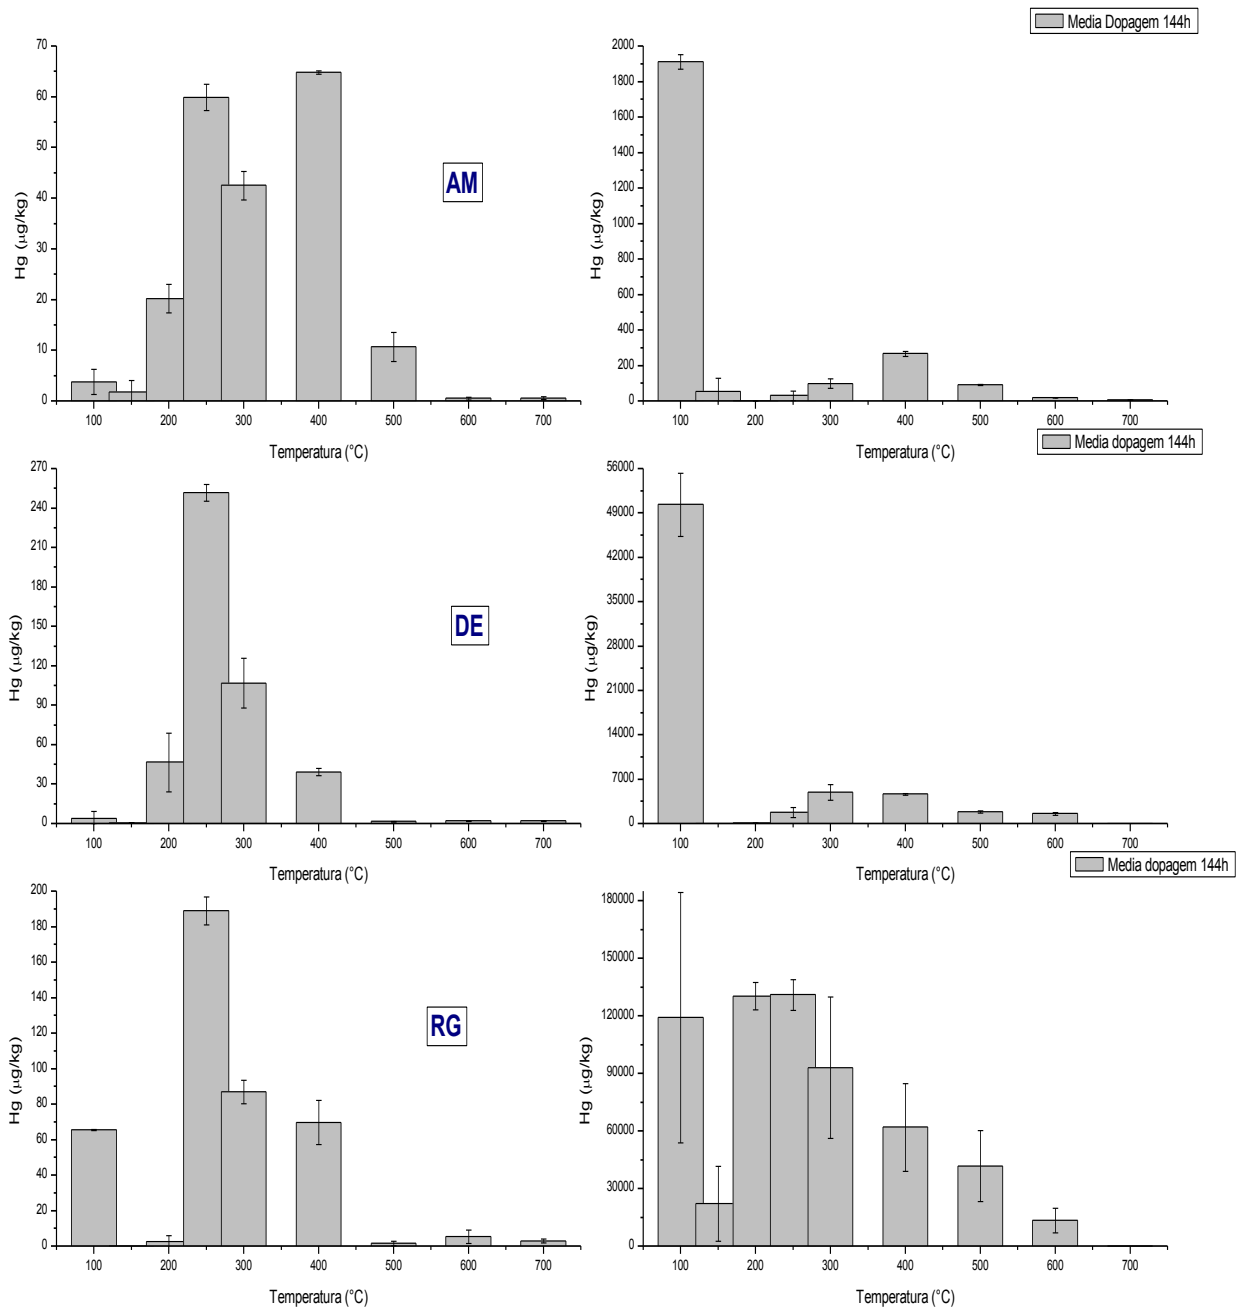 Media Dopagem 144h
70
60
50
40
30
20
10
0
Hg (µg/kg)
AM
100 200 300 400 500 600 700
Temperatura (°C)
2000
1800
1600
1400
1200
1000
800
600
400
200
0
Hg (µg/kg)
100 200 300 400 500 600 700
Temperatura (°C)
Media dopagem 144h
270
240
210
180
150
120
90
60
30
0
Hg (µg/kg)
DE
100 200 300 400 500 600 700
Temperatura (°C)
56000
49000
42000
35000
28000
21000
14000
7000
0
Hg (µg/kg)
100 200 300 400 500 600 700
Temperatura (°C)
Media dopagem 144h
200
180
160
140
120
100
80
60
40
20
0
Hg (µg/kg)
RG
100 200 300 400 500 600 700
Temperatura (°C)
180000
150000
120000
90000
60000
30000
0
Hg (µg/kg)
100 200 300 400 500 600 700
Temperatura (°C)